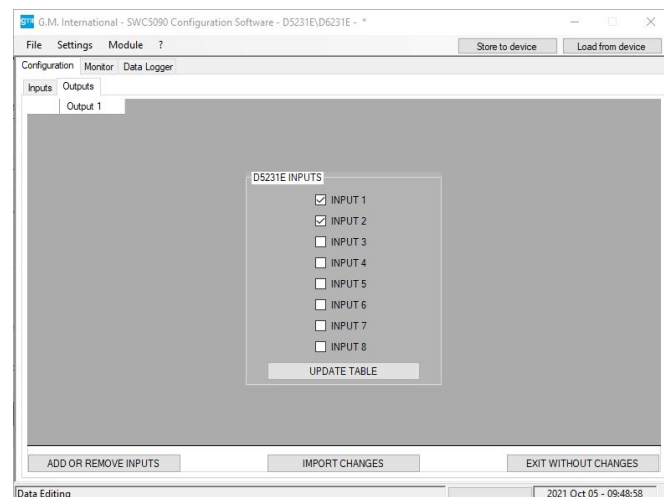 G.M. International - SWC5090 Configuration Software - D5231E\D6231E - *
File Settings Module ? Store to device Load from device
Configuration Monitor Data Logger
Inputs Outputs
Output 1
D5231E INPUTS
INPUT 1
INPUT 2
INPUT 3
INPUT 4
INPUT 5
INPUT 6
INPUT 7
INPUT 8
UPDATE TABLE
ADD OR REMOVE INPUTS IMPORT CHANGES EXIT WITHOUT CHANGES
Data Editing 2021 Oct 05 - 09:48:58